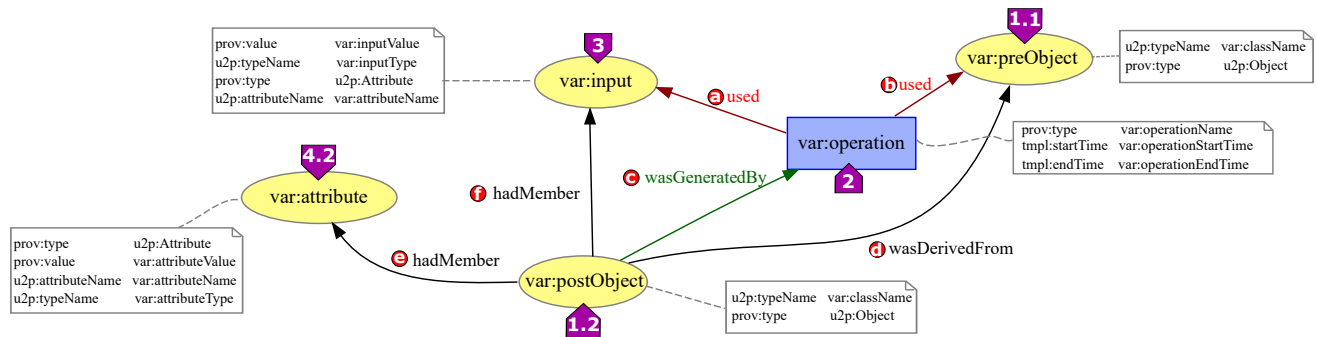 1.1
3
prov:value var:inputValue
u2p:typeName var:inputType
prov:type u2p:Attribute
u2p:attributeName var:attributeName
var:input
var:preObject
u2p:typeName var:className
prov:type u2p:Object
a used
b used
var:operation
2
prov:type var:operationName
tmpl:startTime var:operationStartTime
tmpl:endTime var:operationEndTime
4.2
var:attribute
c wasGeneratedBy
f hadMember
prov:type u2p:Attribute
prov:value var:attributeValue
u2p:attributeName var:attributeName
u2p:typeName var:attributeType
e hadMember
d wasDerivedFrom
var:postObject
1.2
u2p:typeName var:className
prov:type u2p:Object